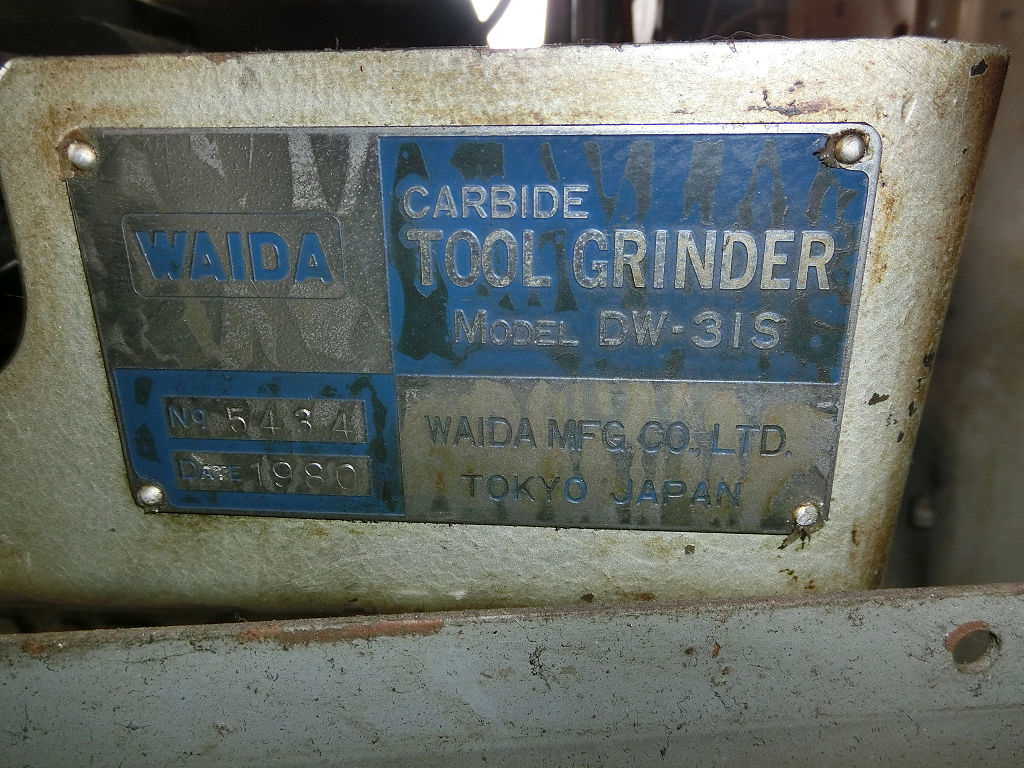 WAIDA
CARBIDE
TOOL GRINDER
MODEL DW-31S
No 5434
DATE 1980
WAIDA MFG. CO., LTD.
TOKYO JAPAN